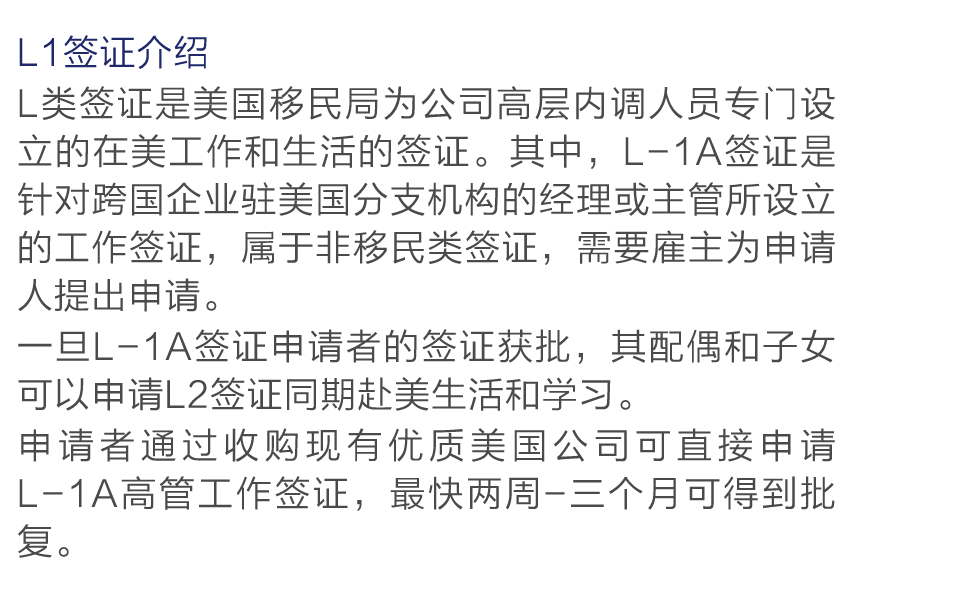 L1签证介绍
L类签证是美国移民局为公司高层内调人员专门设
立的在美工作和生活的签证。其中，L-1A签证是
针对跨国企业驻美国分支机构的经理或主管所设立
的工作签证，属于非移民类签证，需要雇主为申请
人提出申请。
一旦L-1A签证申请者的签证获批，其配偶和子女
可以申请L2签证同期赴美生活和学习。
申请者通过收购现有优质美国公司可直接申请
L-1A高管工作签证，最快两周-三个月可得到批
复。